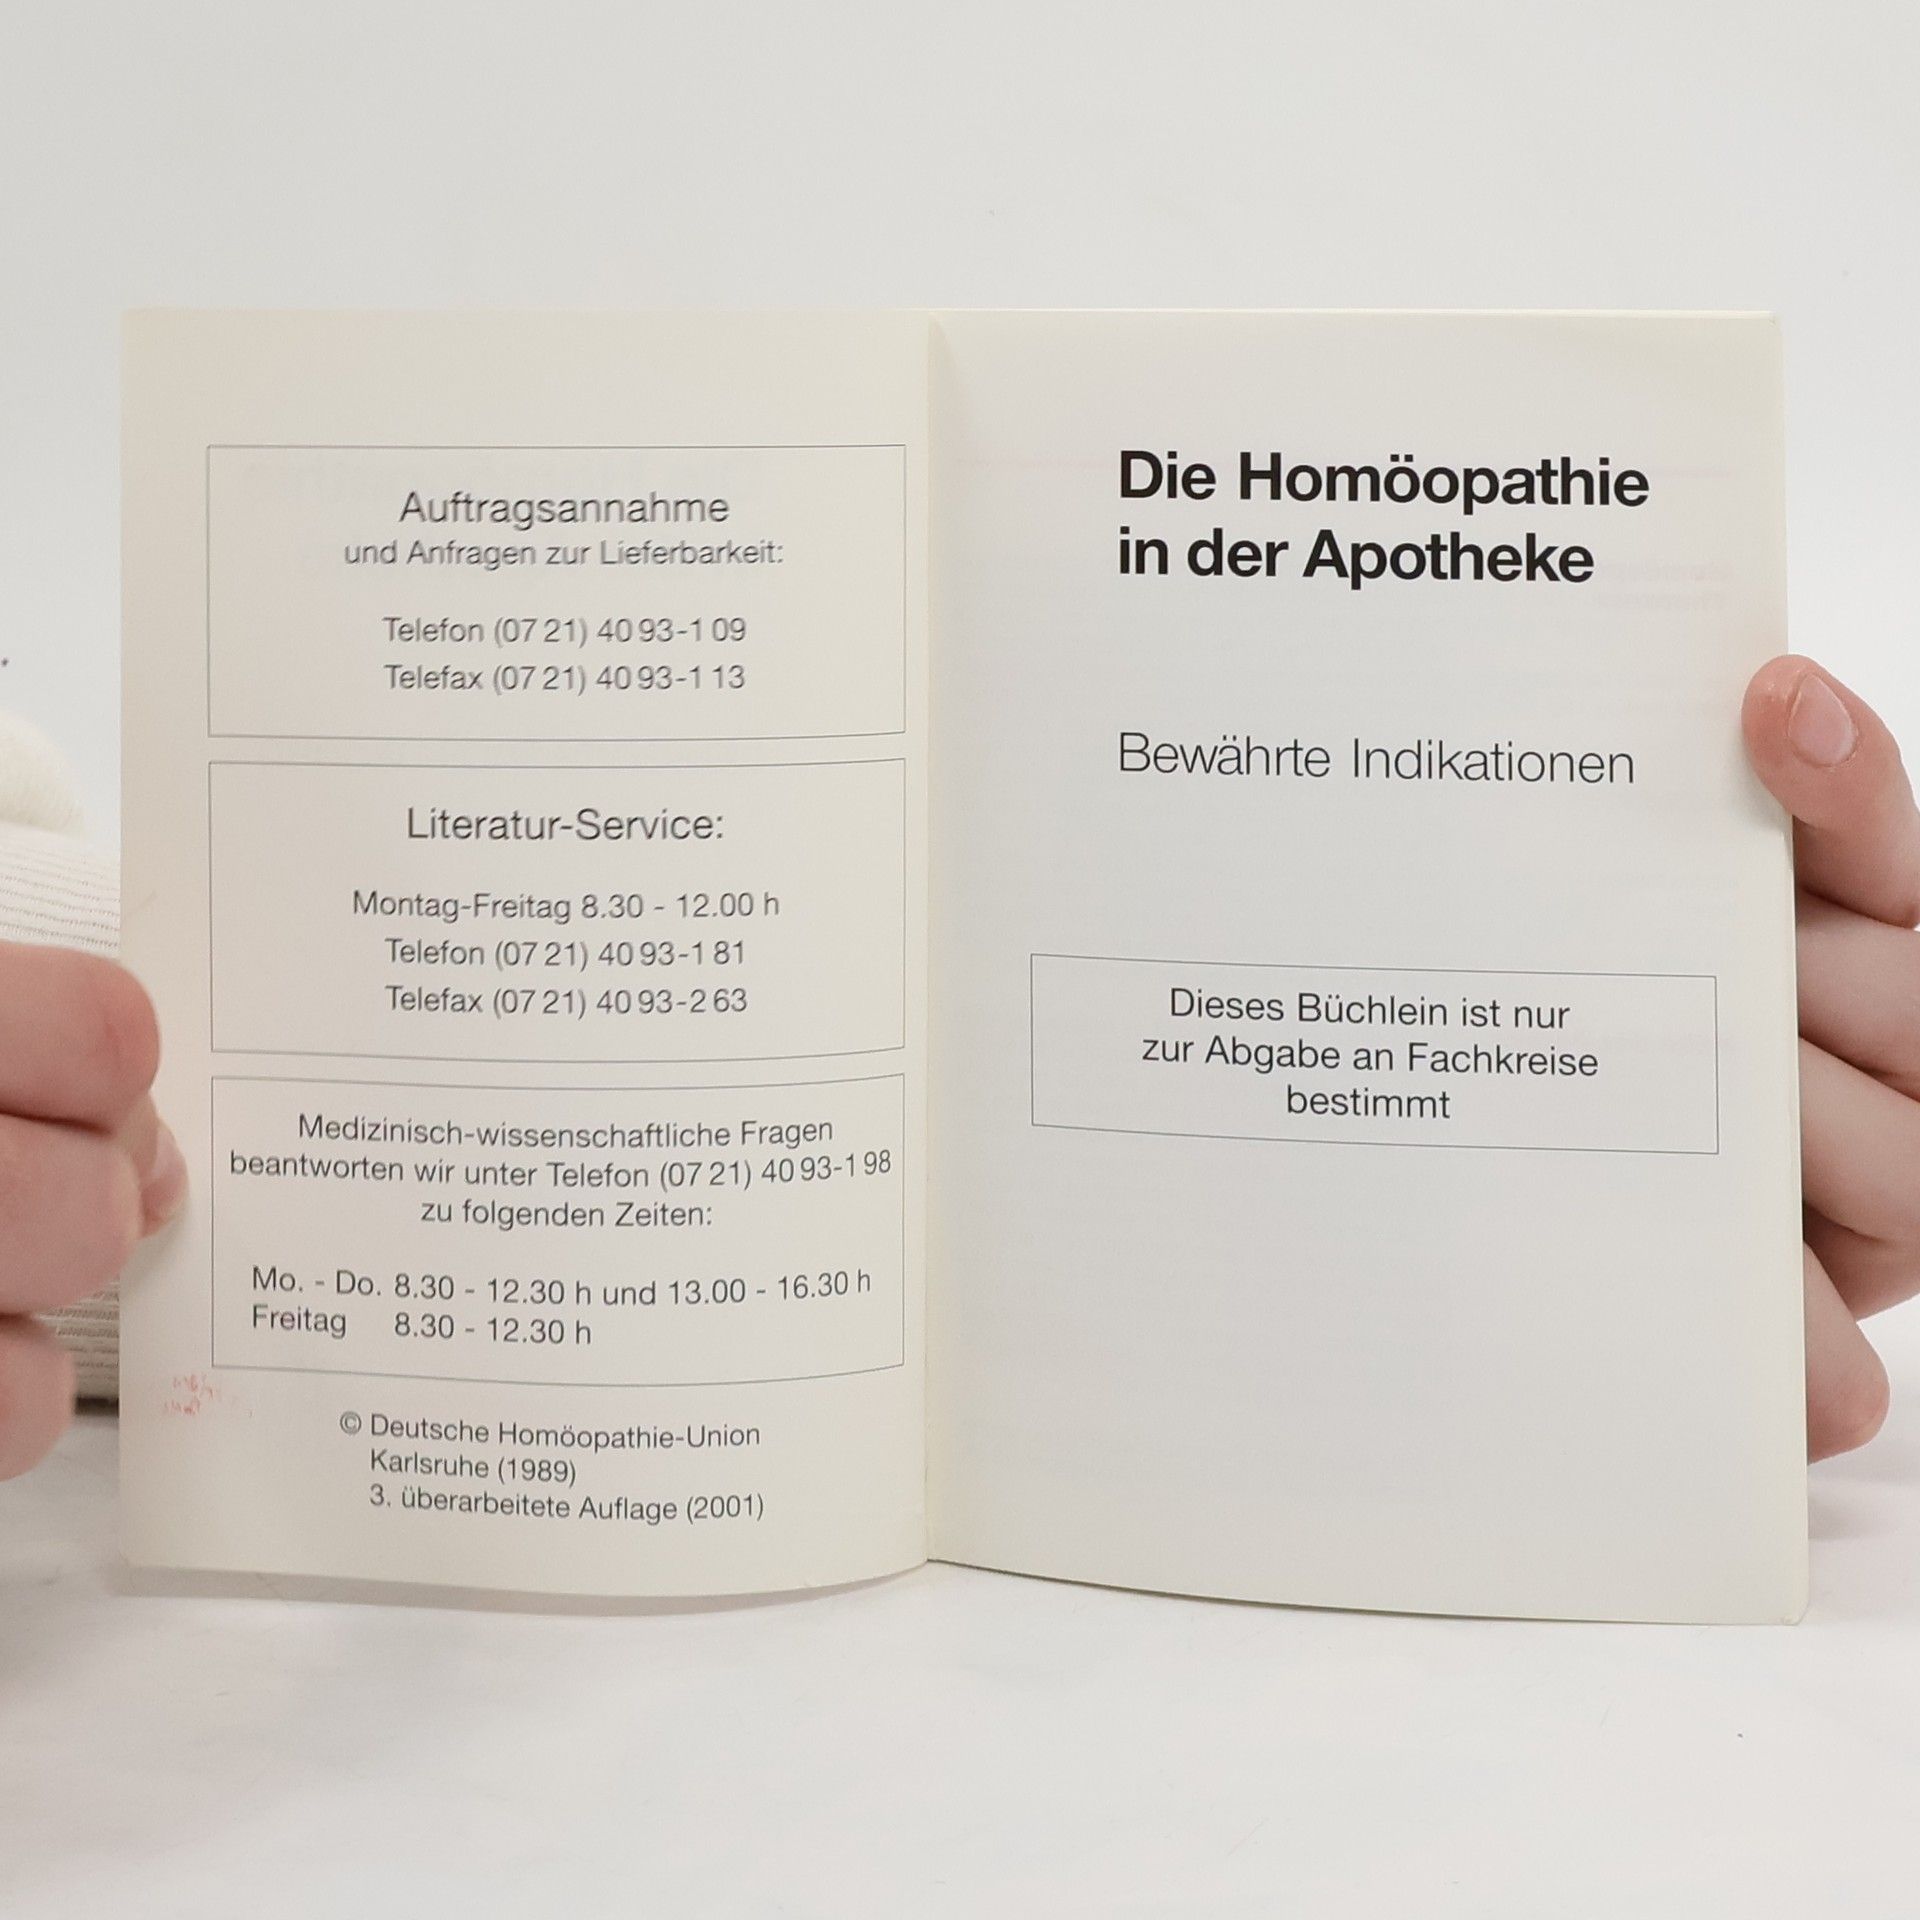 Auftragsannahme
und Anfragen zur Lieferbarkeit:
Telefon (07 21) 40 93-1 09
Telefax (07 21) 40 93-1 13
Literatur-Service:
Montag-Freitag 8.30 - 12.00 h
Telefon (07 21) 40 93-1 81
Telefax (07 21) 40 93-2 63
Medizinisch-wissenschaftliche Fragen
beantworten wir unter Telefon (07 21) 40 93-1 98
zu folgenden Zeiten:
Mo. - Do. 8.30 - 12.30 h und 13.00 - 16.30 h
Freitag 8.30 - 12.30 h
© Deutsche Homöopathie-Union
Karlsruhe (1989)
3. überarbeitete Auflage (2001)
Die Homöopathie
in der Apotheke
Bewährte Indikationen
Dieses Büchlein ist nur
zur Abgabe an Fachkreise
bestimmt